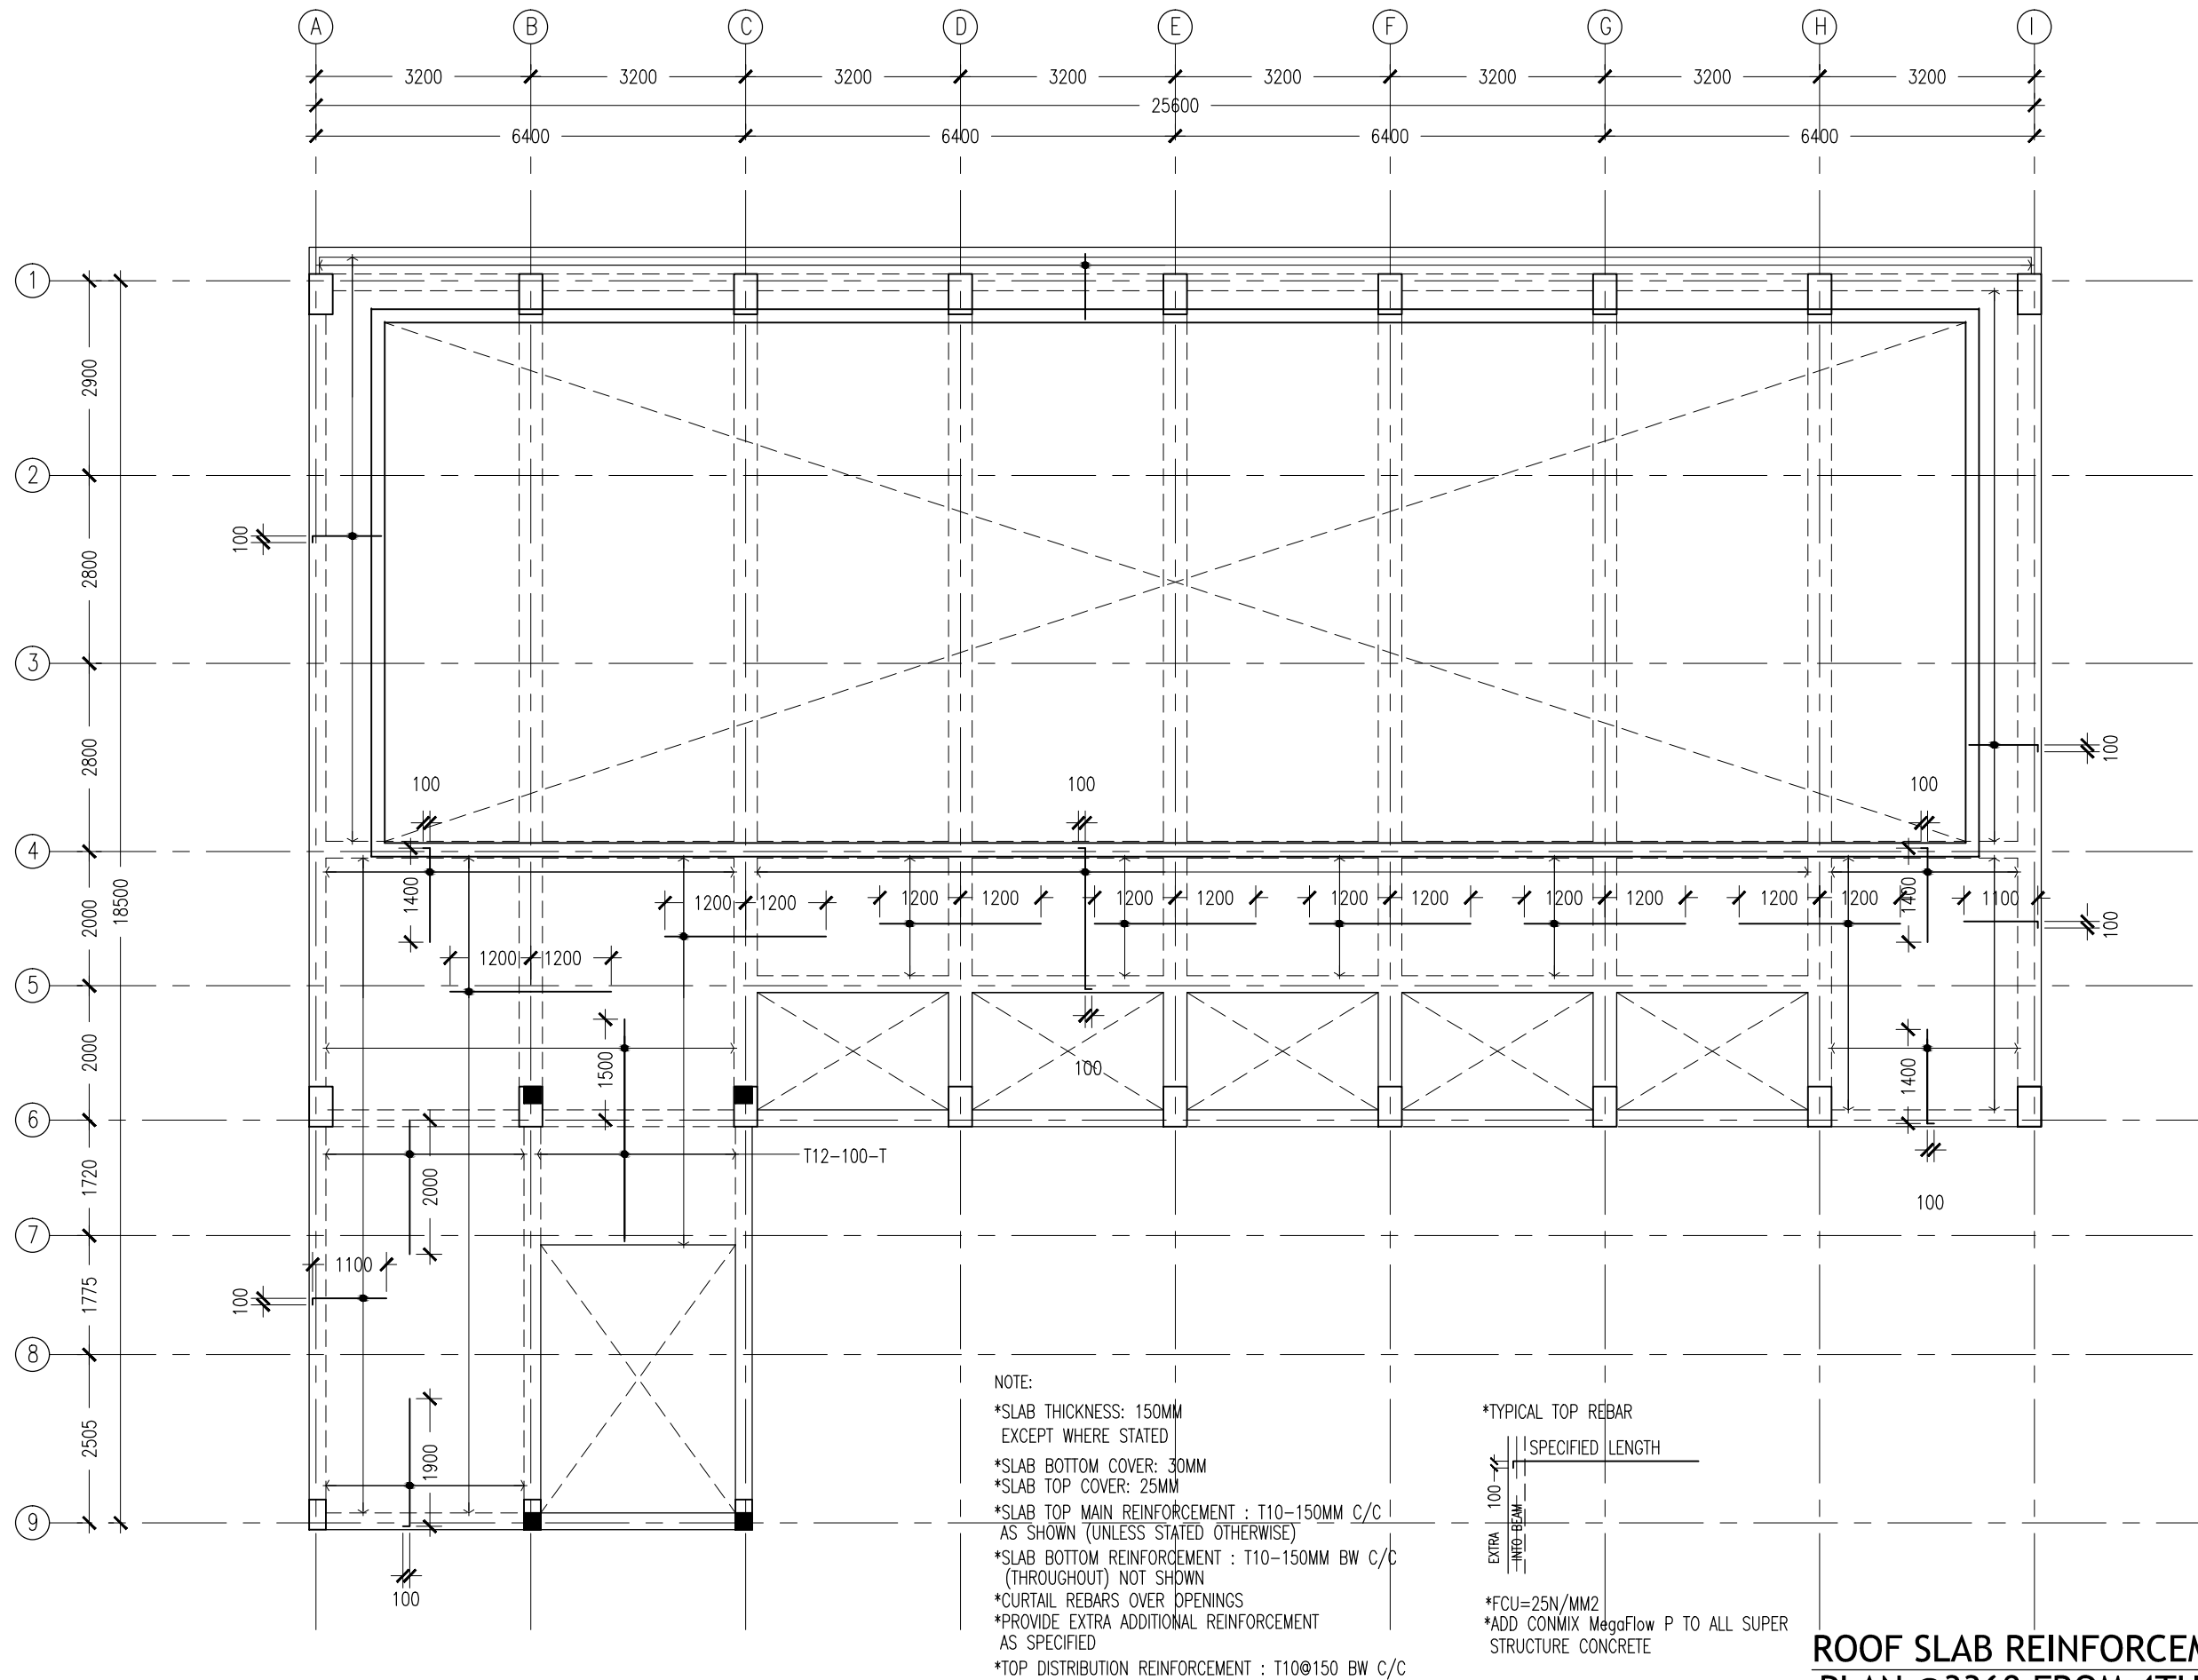 A B C D E F G H I
3200 3200 3200 3200 3200 3200 3200 3200
25600
6400 6400 6400 6400
1
2900
2
100
2800
3
2800
100
100 100 100
4
1400 1400
2000
18500
1200 1200 1200 1200 1200 1200 1200 1200 1200 1200 1200 1200 1100
100
1200 1200
5
2000
1500
100
1400
6
T12-100-T
1720
2000
100
7
1100
1775
100
8
2505
1900
9
100
NOTE:
*SLAB THICKNESS: 150MM
EXCEPT WHERE STATED
*SLAB BOTTOM COVER: 30MM
*SLAB TOP COVER: 25MM
*SLAB TOP MAIN REINFORCEMENT : T10-150MM C/C
AS SHOWN (UNLESS STATED OTHERWISE)
*SLAB BOTTOM REINFORCEMENT : T10-150MM BW C/C
(THROUGHOUT) NOT SHOWN
*CURTAIL REBARS OVER OPENINGS
*PROVIDE EXTRA ADDITIONAL REINFORCEMENT
AS SPECIFIED
*TOP DISTRIBUTION REINFORCEMENT : T10@150 BW C/C
*TYPICAL TOP REBAR
SPECIFIED LENGTH
100
EXTRA
INTO BEAM
*FCU=25N/MM2
*ADD CONMIX MegaFlow P TO ALL SUPER
STRUCTURE CONCRETE
ROOF SLAB REINFORCEM